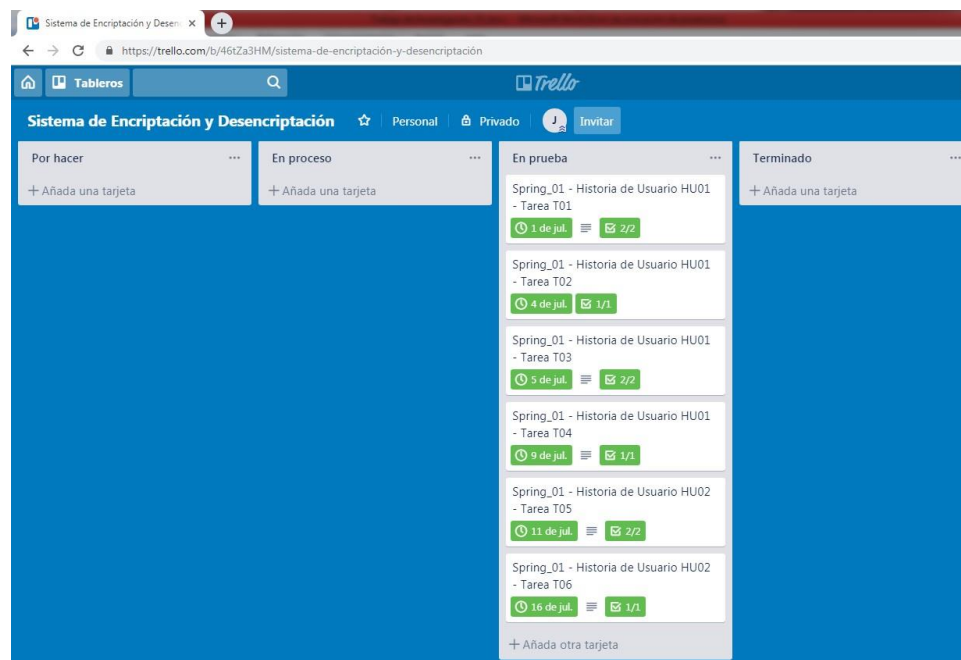 Sistema de Encriptación y Desen
https://trello.com/b/46tZa3HM/sistema-de-encriptación-y-desencriptación
Tableros
Trello
Sistema de Encriptación y Desencriptación
Personal
Privado
J
Invitar
Por hacer
+ Añada una tarjeta
En proceso
+ Añada una tarjeta
En prueba
Spring_01 - Historia de Usuario HU01
- Tarea T01
1 de jul.
2/2
Spring_01 - Historia de Usuario HU01
- Tarea T02
4 de jul.
1/1
Spring_01 - Historia de Usuario HU01
- Tarea T03
5 de jul.
2/2
Spring_01 - Historia de Usuario HU01
- Tarea T04
9 de jul.
1/1
Spring_01 - Historia de Usuario HU02
- Tarea T05
11 de jul.
2/2
Spring_01 - Historia de Usuario HU02
- Tarea T06
16 de jul.
1/1
+ Añada otra tarjeta
Terminado
+ Añada una tarjeta